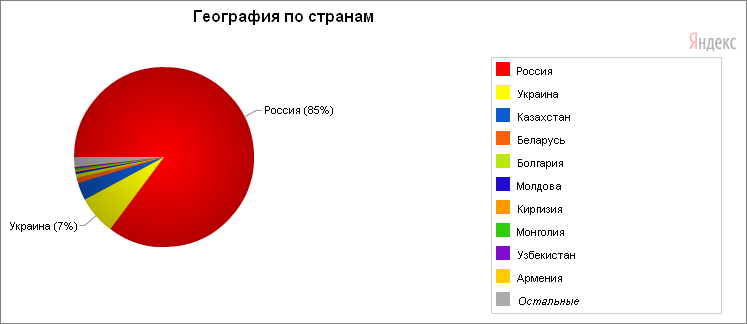 География по странам
Яндекс
Россия (85%)
Украина (7%)
Россия
Украина
Казахстан
Беларусь
Болгария
Молдова
Киргизия
Монголия
Узбекистан
Армения
Остальные